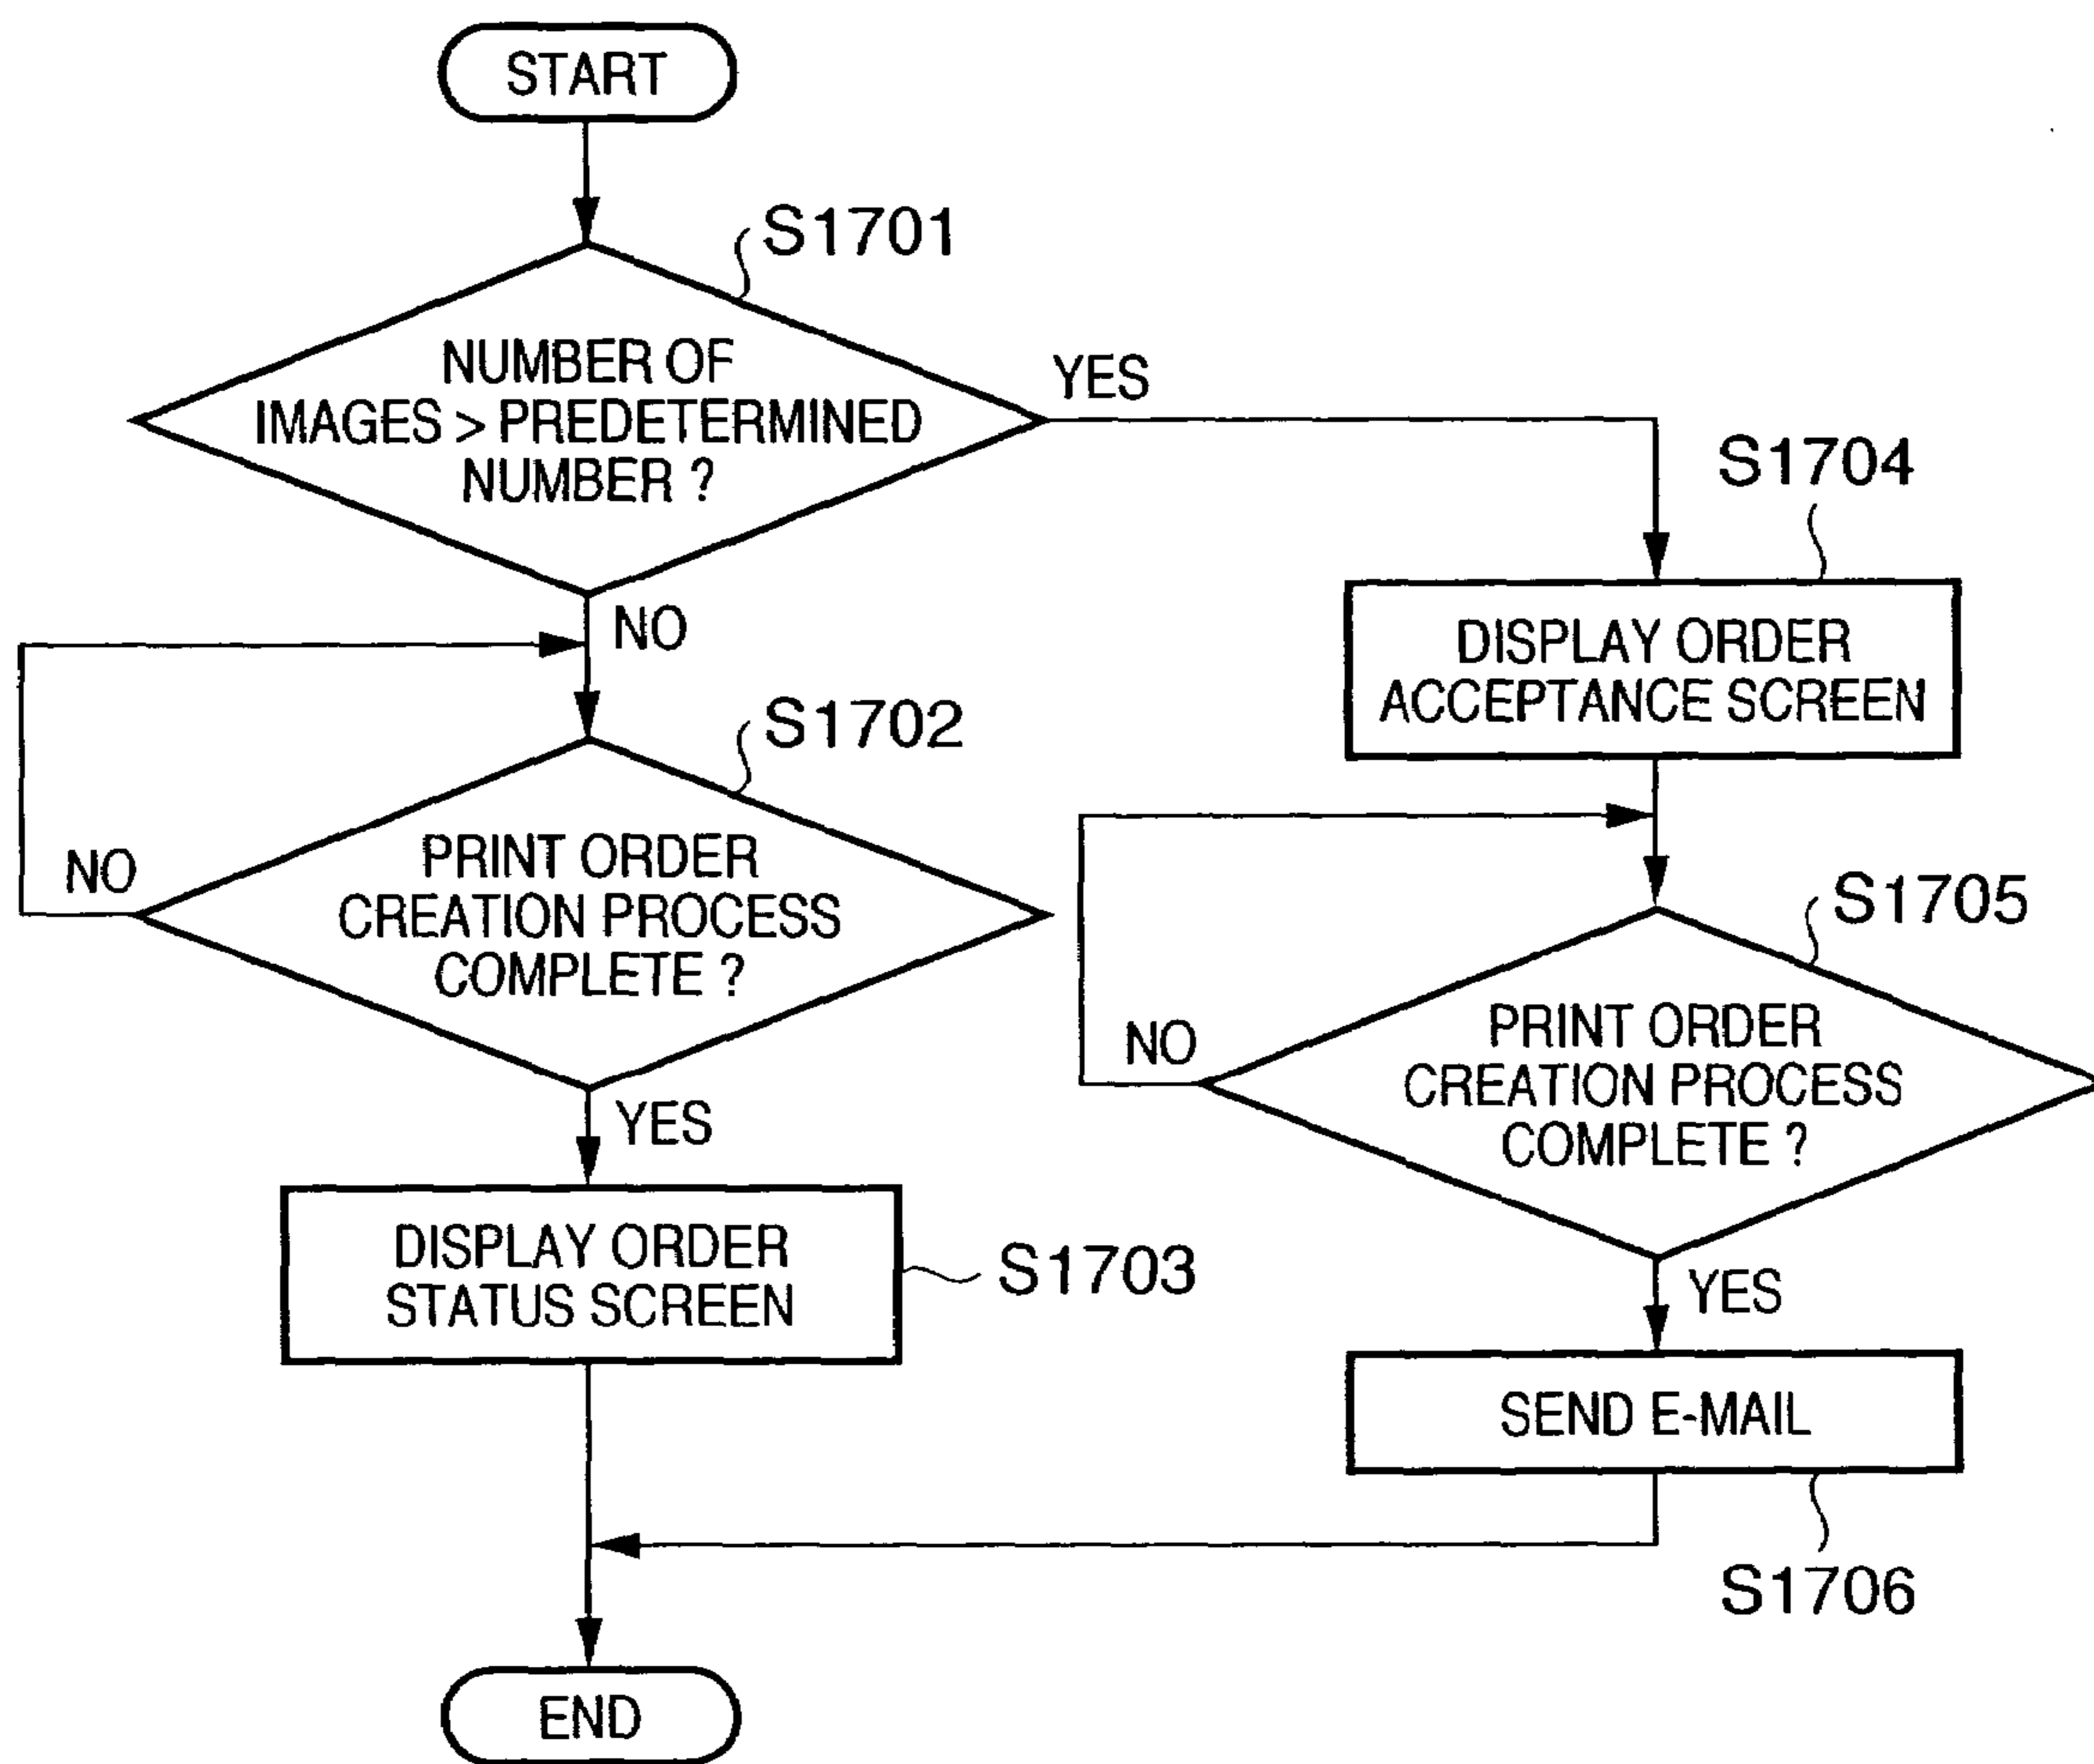 START
S1701
NUMBER OF
IMAGES > PREDETERMINED
NUMBER ?
YES
NO
S1702
PRINT ORDER
CREATION PROCESS
COMPLETE ?
NO
YES
DISPLAY ORDER
STATUS SCREEN
S1703
S1704
DISPLAY ORDER
ACCEPTANCE SCREEN
S1705
PRINT ORDER
CREATION PROCESS
COMPLETE ?
NO
YES
SEND E-MAIL
S1706
END